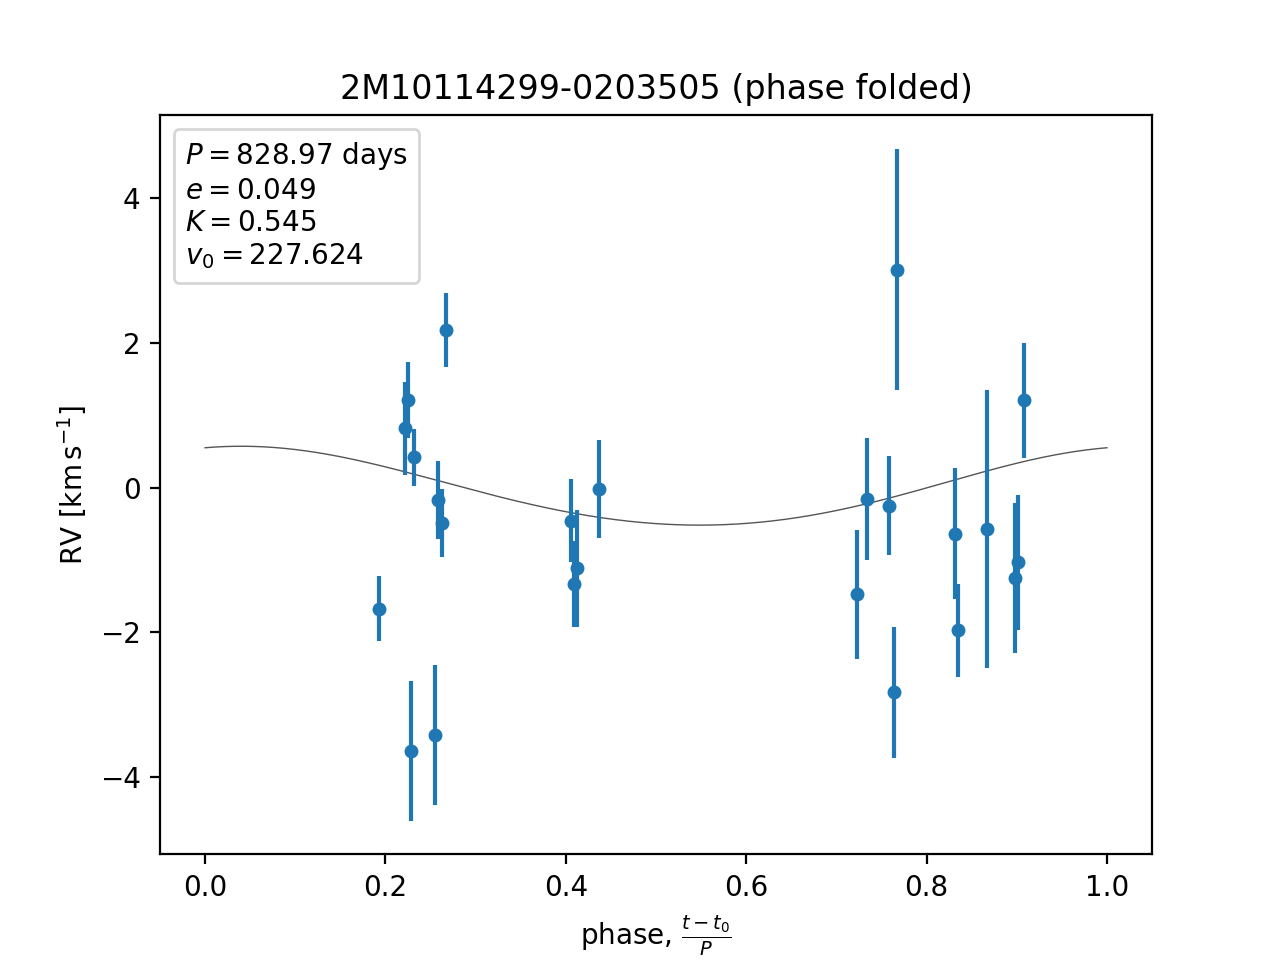 2M10114299-0203505 (phase folded)
P = 828.97 days
e = 0.049
K = 0.545
v₀ = 227.624
4
2
0
−2
−4
RV [km s⁻¹]
0.0 0.2 0.4 0.6 0.8 1.0
phase, (t − t₀)/P